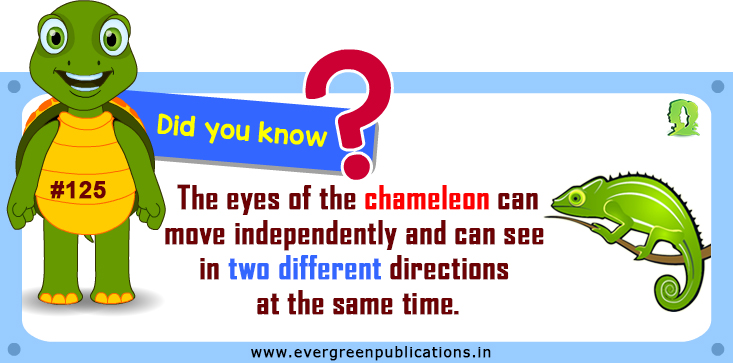 Did you know ?
#125
The eyes of the chameleon can
move independently and can see
in two different directions
at the same time.
www.evergreenpublications.in